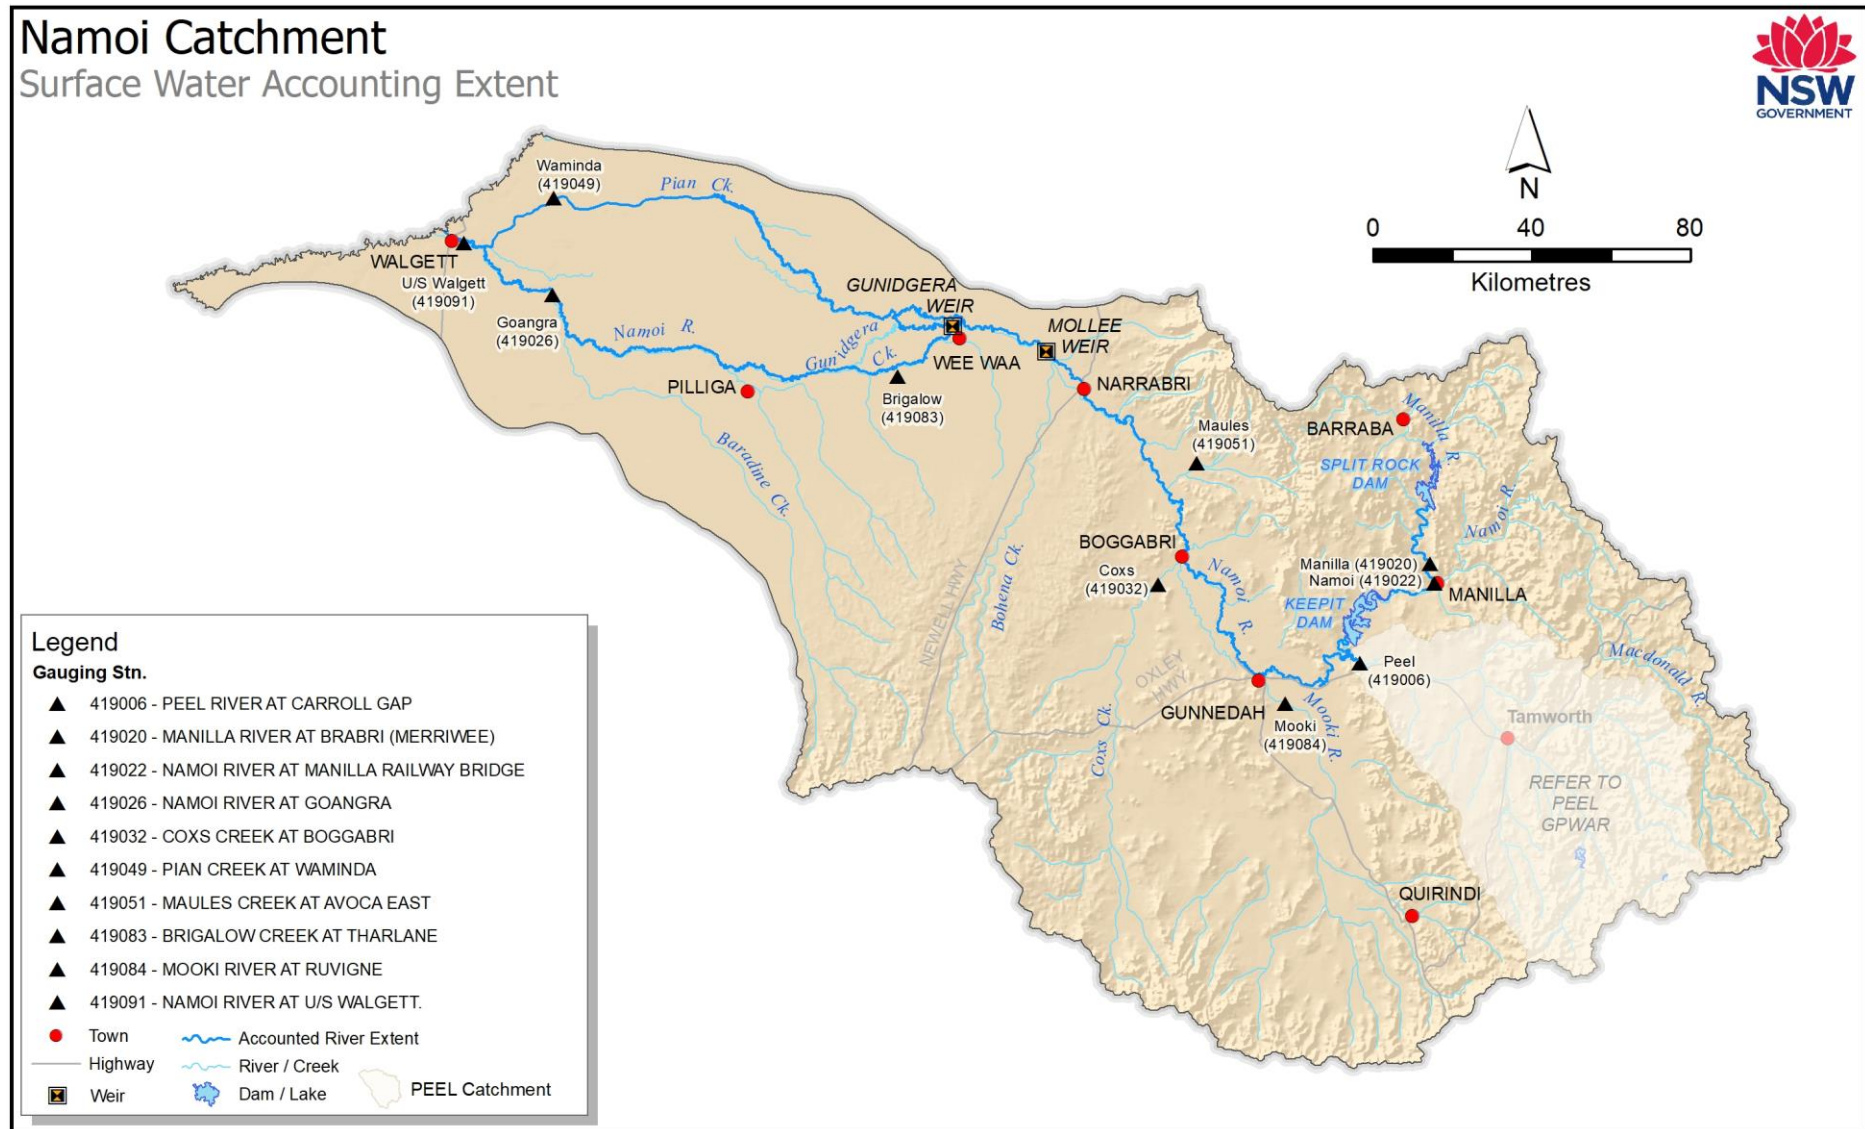 Namoi Catchment
Surface Water Accounting Extent
NSW
GOVERNMENT
N
0 40 80
Kilometres
Waminda
(419049)
Pian Ck.
WALGETT
U/S Walgett
(419091)
Goangra
(419026)
Namoi R.
GUNIDGERA
WEIR
MOLLEE
WEIR
Gunidgera
Ck.
WEE WAA
PILLIGA
Brigalow
(419083)
NARRABRI
Maules
(419051)
BARRABA
Manilla R.
SPLIT ROCK
DAM
Namoi R.
Baradine Ck.
BOGGABRI
Coxs
(419032)
Namoi R.
Manilla (419020)
Namoi (419022)
MANILLA
KEEPIT
DAM
Bohena Ck.
NEWELL HWY
OXLEY
HWY
Peel
(419006)
Macdonald R.
GUNNEDAH
Mooki
(419084)
Mooki R.
Coxs Ck.
Tamworth
REFER TO
PEEL
GPWAR
QUIRINDI
Legend
Gauging Stn.
419006 - PEEL RIVER AT CARROLL GAP
419020 - MANILLA RIVER AT BRABRI (MERRIWEE)
419022 - NAMOI RIVER AT MANILLA RAILWAY BRIDGE
419026 - NAMOI RIVER AT GOANGRA
419032 - COXS CREEK AT BOGGABRI
419049 - PIAN CREEK AT WAMINDA
419051 - MAULES CREEK AT AVOCA EAST
419083 - BRIGALOW CREEK AT THARLANE
419084 - MOOKI RIVER AT RUVIGNE
419091 - NAMOI RIVER AT U/S WALGETT.
Town
Accounted River Extent
Highway
River / Creek
Weir
Dam / Lake
PEEL Catchment